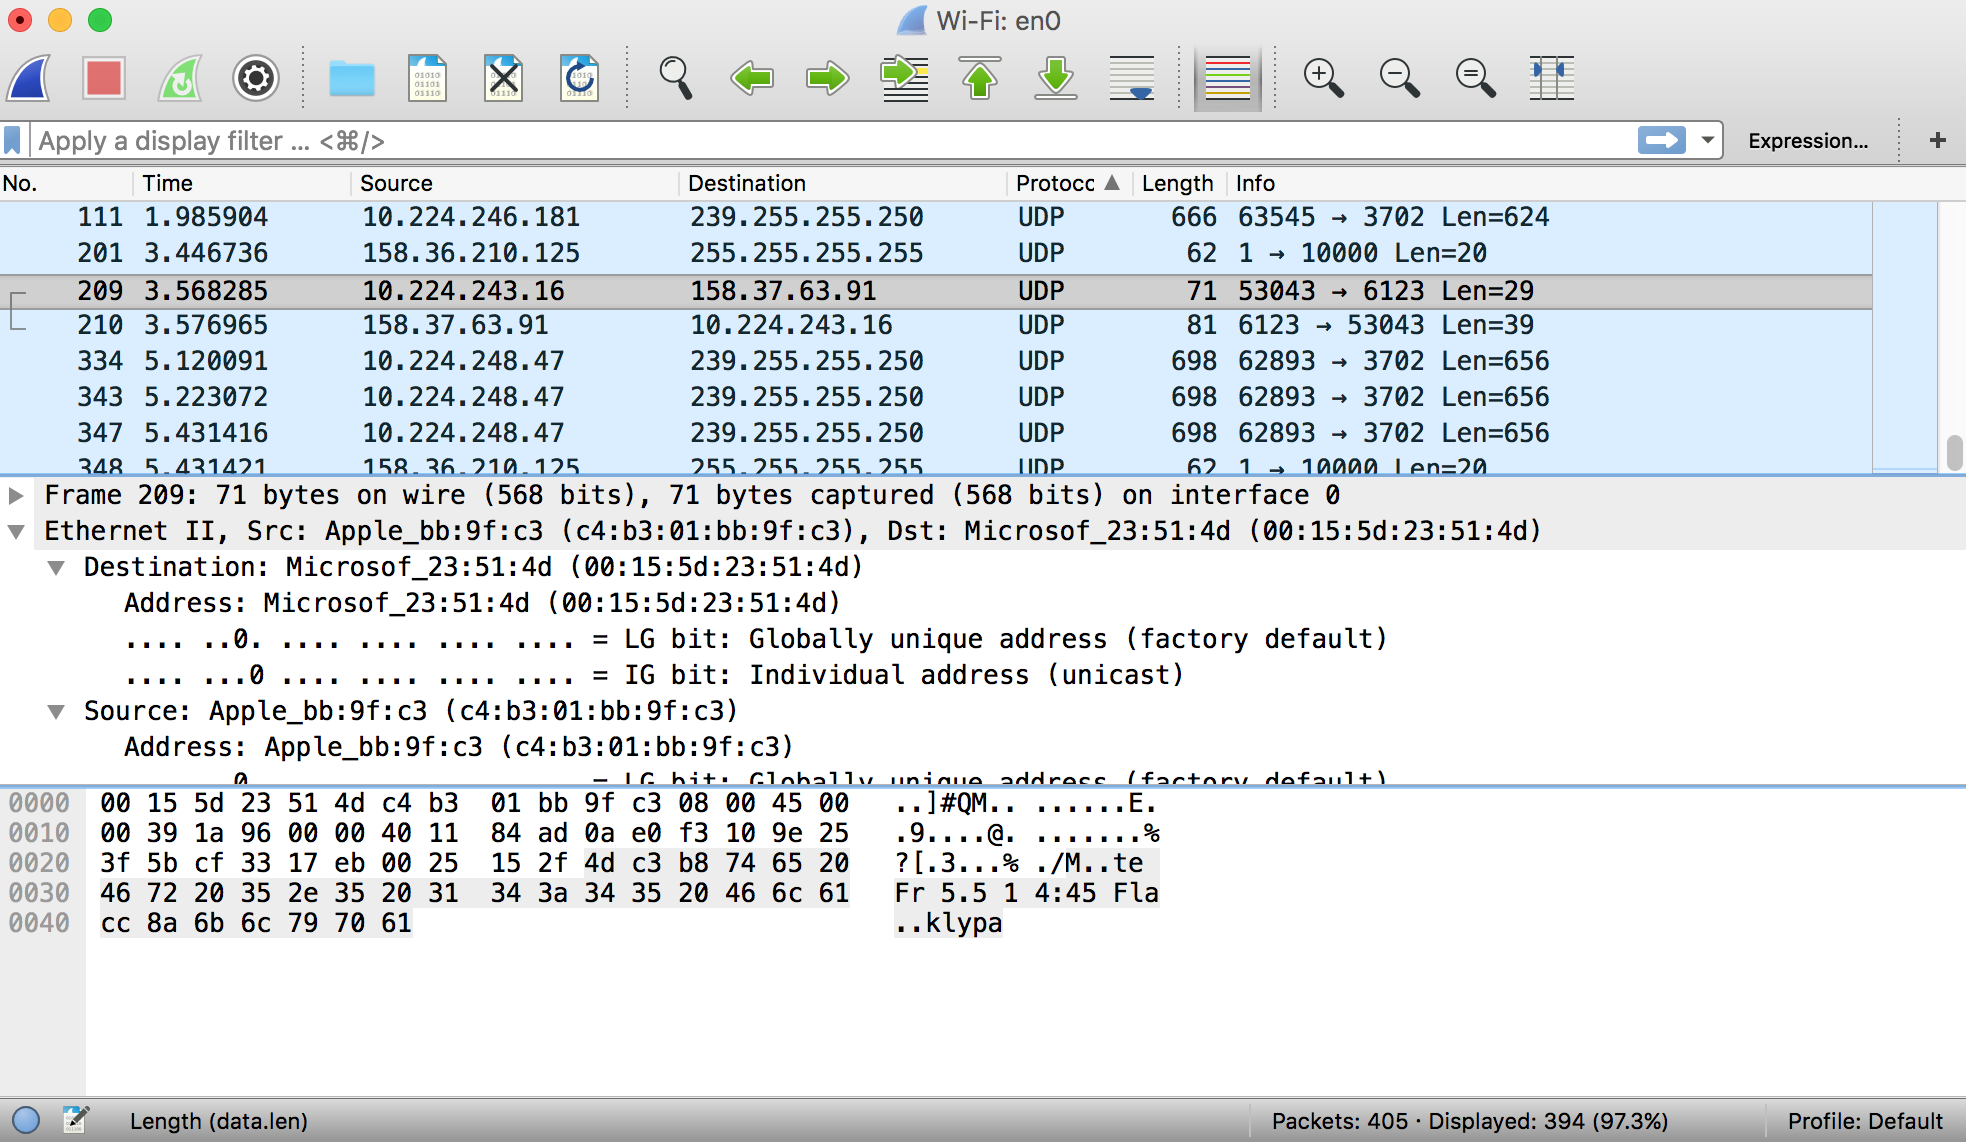 Wi-Fi: en0
Apply a display filter ... <⌘/> Expression... +
No. Time Source Destination Protoc Length Info
111 1.985904 10.224.246.181 239.255.255.250 UDP 666 63545 → 3702 Len=624
201 3.446736 158.36.210.125 255.255.255.255 UDP 62 1 → 10000 Len=20
209 3.568285 10.224.243.16 158.37.63.91 UDP 71 53043 → 6123 Len=29
210 3.576965 158.37.63.91 10.224.243.16 UDP 81 6123 → 53043 Len=39
334 5.120091 10.224.248.47 239.255.255.250 UDP 698 62893 → 3702 Len=656
343 5.223072 10.224.248.47 239.255.255.250 UDP 698 62893 → 3702 Len=656
347 5.431416 10.224.248.47 239.255.255.250 UDP 698 62893 → 3702 Len=656
348 5.431421 158.36.210.125 255.255.255.255 UDP 62 1 → 10000 Len=20
Frame 209: 71 bytes on wire (568 bits), 71 bytes captured (568 bits) on interface 0
Ethernet II, Src: Apple_bb:9f:c3 (c4:b3:01:bb:9f:c3), Dst: Microsof_23:51:4d (00:15:5d:23:51:4d)
Destination: Microsof_23:51:4d (00:15:5d:23:51:4d)
Address: Microsof_23:51:4d (00:15:5d:23:51:4d)
.... ..0. .... .... .... .... = LG bit: Globally unique address (factory default)
.... ...0 .... .... .... .... = IG bit: Individual address (unicast)
Source: Apple_bb:9f:c3 (c4:b3:01:bb:9f:c3)
Address: Apple_bb:9f:c3 (c4:b3:01:bb:9f:c3)
0 = LG bit: Globally unique address (factory default)
0000 00 15 5d 23 51 4d c4 b3 01 bb 9f c3 08 00 45 00 ..]#QM.. ......E.
0010 00 39 1a 96 00 00 40 11 84 ad 0a e0 f3 10 9e 25 .9....@. .......%
0020 3f 5b cf 33 17 eb 00 25 15 2f 4d c3 b8 74 65 20 ?[.3...% ./M..te
0030 46 72 20 35 2e 35 20 31 34 3a 34 35 20 46 6c 61 Fr 5.5 1 4:45 Fla
0040 cc 8a 6b 6c 79 70 61 ..klypa
Length (data.len) Packets: 405 · Displayed: 394 (97.3%) Profile: Default